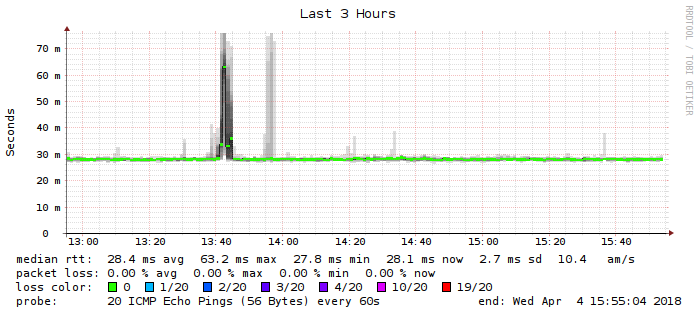 Last 3 Hours
RRDTOOL / TOBI OETIKER
Seconds
70 m
60 m
50 m
40 m
30 m
20 m
10 m
0
13:00 13:20 13:40 14:00 14:20 14:40 15:00 15:20 15:40
median rtt: 28.4 ms avg 63.2 ms max 27.8 ms min 28.1 ms now 2.7 ms sd 10.4 am/s
packet loss: 0.00 % avg 0.00 % max 0.00 % min 0.00 % now
loss color: 0 1/20 2/20 3/20 4/20 10/20 19/20
probe: 20 ICMP Echo Pings (56 Bytes) every 60s end: Wed Apr 4 15:55:04 2018